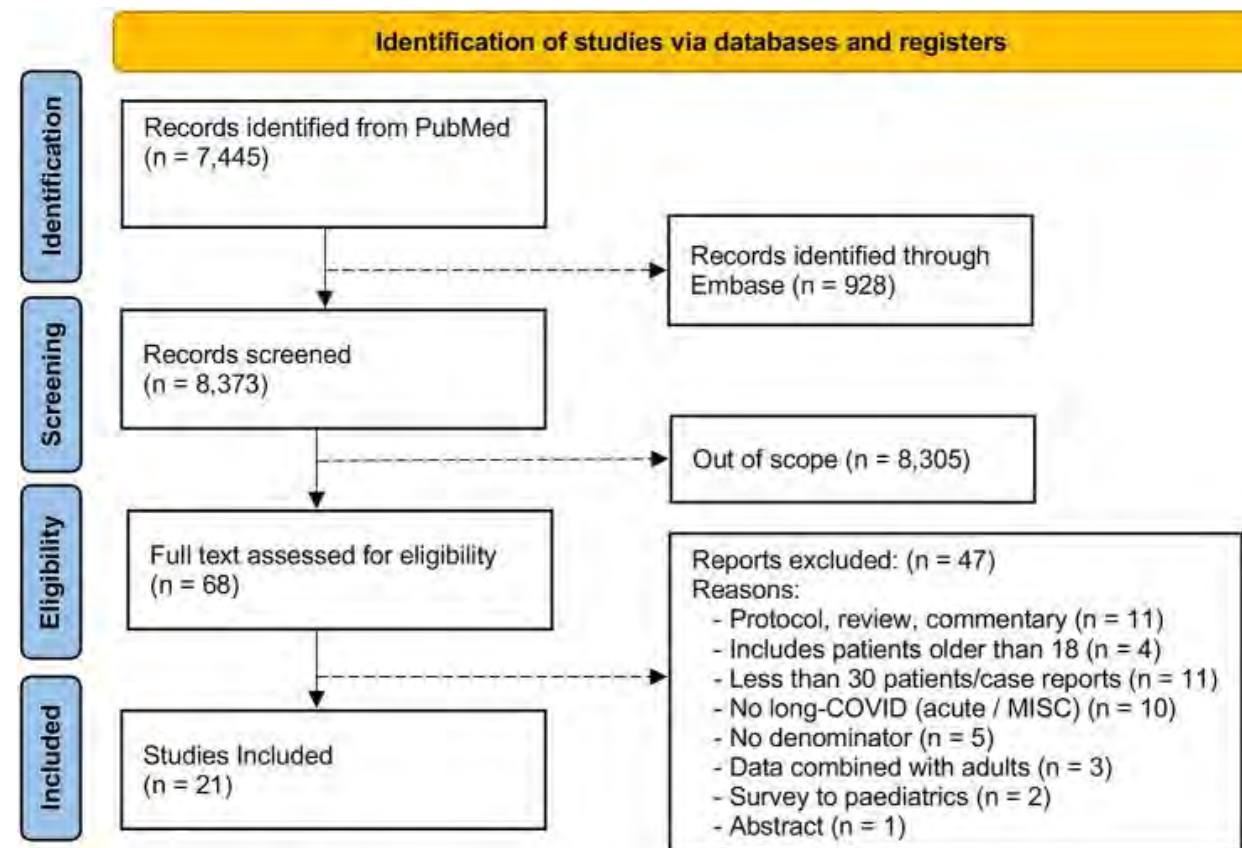 Identification of studies via databases and registers
Identification
Records identified from PubMed
(n = 7,445)
Records identified through
Embase (n = 928)
Screening
Records screened
(n = 8,373)
Out of scope (n = 8,305)
Eligibility
Full text assessed for eligibility
(n = 68)
Reports excluded: (n = 47)
Reasons:
- Protocol, review, commentary (n = 11)
- Includes patients older than 18 (n = 4)
- Less than 30 patients/case reports (n = 11)
- No long-COVID (acute / MISC) (n = 10)
- No denominator (n = 5)
- Data combined with adults (n = 3)
- Survey to paediatrics (n = 2)
- Abstract (n = 1)
Included
Studies Included
(n = 21)